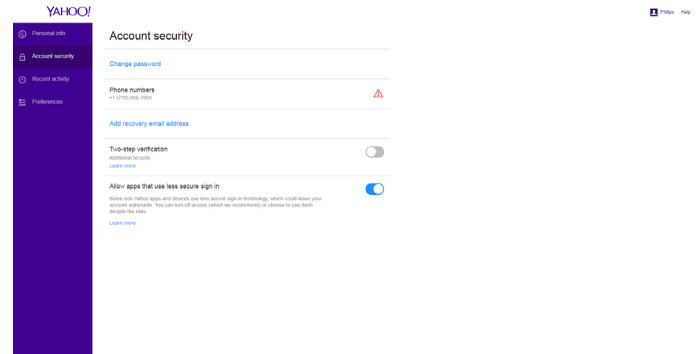 YAHOO!
Philips Help
Personal info
Account security
Recent activity
Preferences
Account security
Change password
Phone numbers
+1 (770)
Add recovery email address
Two-step verification
Additional security.
Learn more
Allow apps that use less secure sign in
Some non-Yahoo apps and devices use less secure sign-in technology, which could leave your
account vulnerable. You can turn off access (which we recommend) or choose to use them
despite the risks.
Learn more